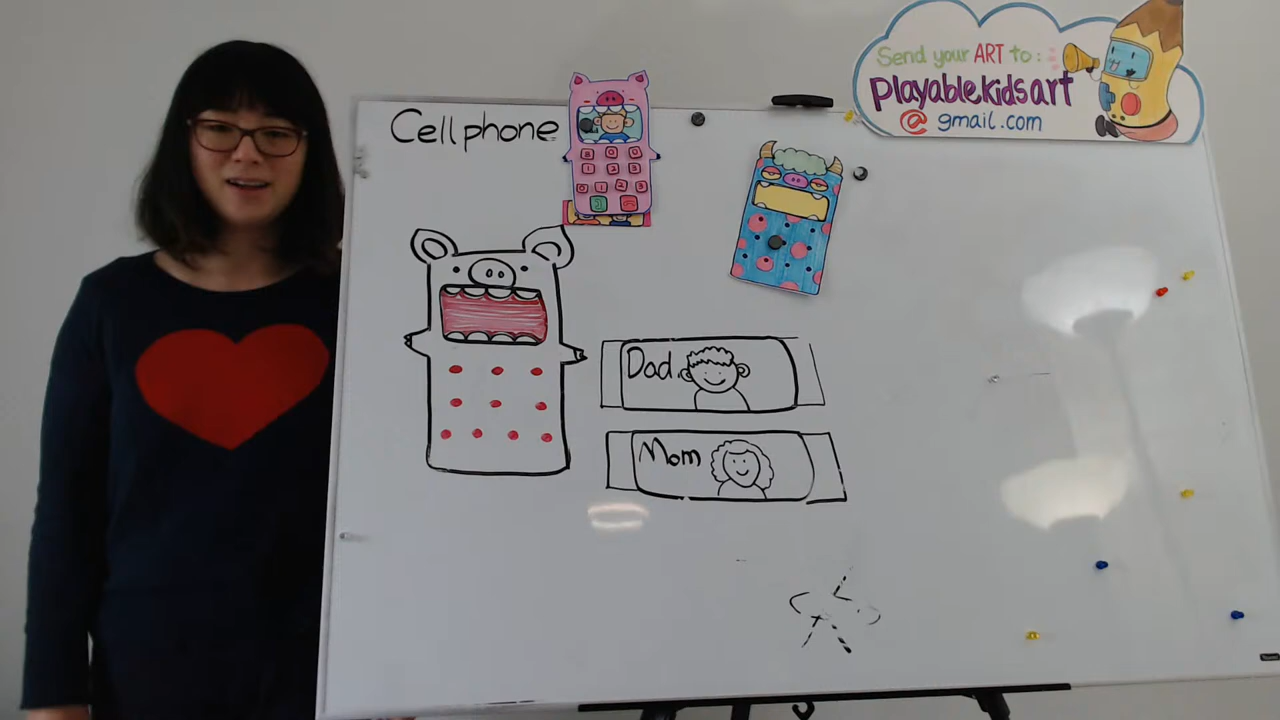 Send your ART to:
Playablekidsart
@gmail.com
Cellphone
Dad
Mom